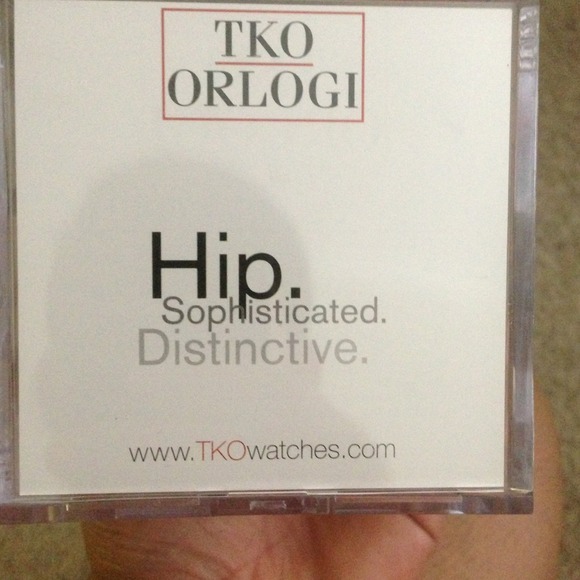 TKO
ORLOGI
Hip.
Sophisticated.
Distinctive.
www.TKOwatches.com